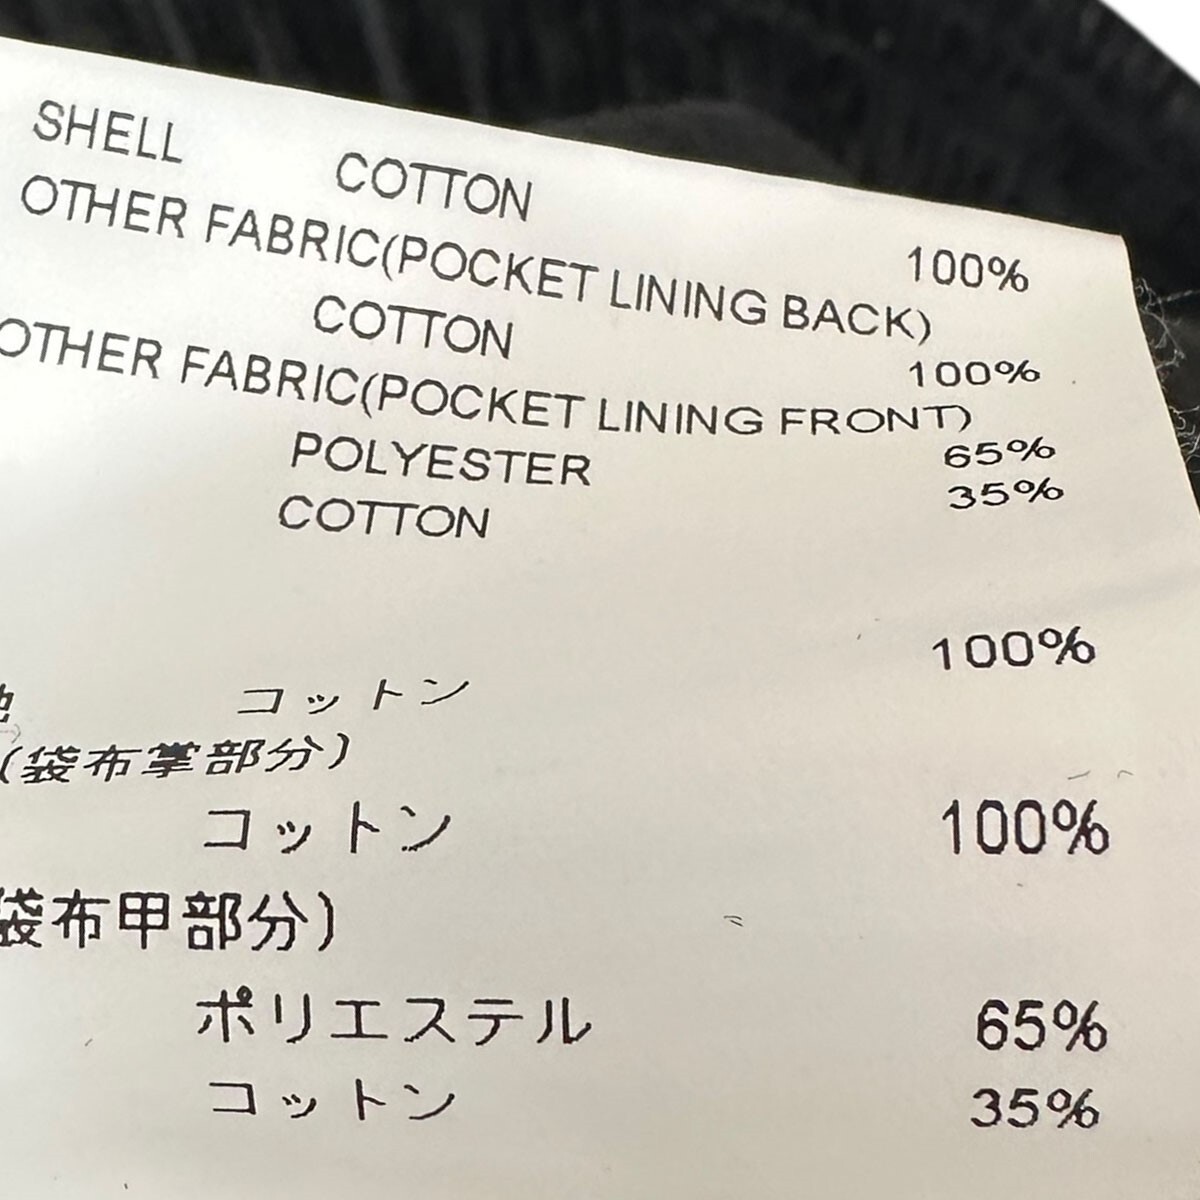 SHELL COTTON 100%
OTHER FABRIC(POCKET LINING BACK)
COTTON 100%
OTHER FABRIC(POCKET LINING FRONT)
POLYESTER 65%
COTTON 35%
地 コットン 100%
(袋布掌部分)
コットン 100%
袋布甲部分)
ポリエステル 65%
コットン 35%